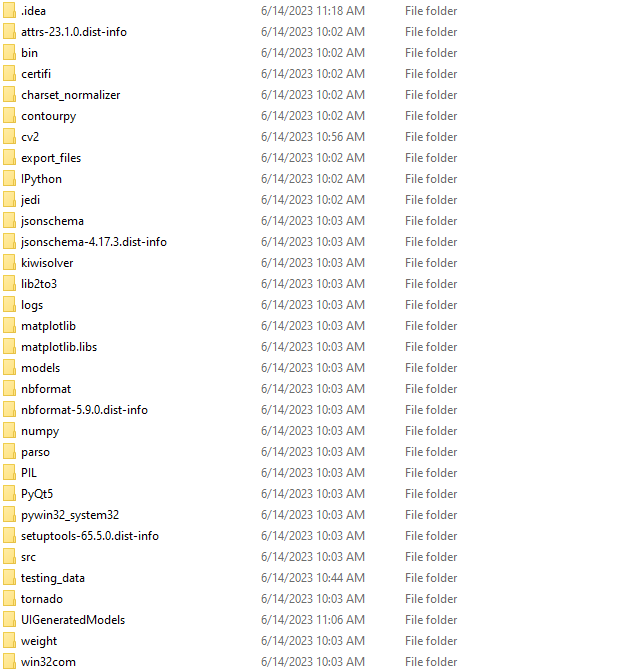 .idea 6/14/2023 11:18 AM File folder
attrs-23.1.0.dist-info 6/14/2023 10:02 AM File folder
bin 6/14/2023 10:02 AM File folder
certifi 6/14/2023 10:02 AM File folder
charset_normalizer 6/14/2023 10:02 AM File folder
contourpy 6/14/2023 10:02 AM File folder
cv2 6/14/2023 10:56 AM File folder
export_files 6/14/2023 10:02 AM File folder
IPython 6/14/2023 10:02 AM File folder
jedi 6/14/2023 10:02 AM File folder
jsonschema 6/14/2023 10:03 AM File folder
jsonschema-4.17.3.dist-info 6/14/2023 10:03 AM File folder
kiwisolver 6/14/2023 10:03 AM File folder
lib2to3 6/14/2023 10:03 AM File folder
logs 6/14/2023 10:03 AM File folder
matplotlib 6/14/2023 10:03 AM File folder
matplotlib.libs 6/14/2023 10:03 AM File folder
models 6/14/2023 10:03 AM File folder
nbformat 6/14/2023 10:03 AM File folder
nbformat-5.9.0.dist-info 6/14/2023 10:03 AM File folder
numpy 6/14/2023 10:03 AM File folder
parso 6/14/2023 10:03 AM File folder
PIL 6/14/2023 10:03 AM File folder
PyQt5 6/14/2023 10:03 AM File folder
pywin32_system32 6/14/2023 10:03 AM File folder
setuptools-65.5.0.dist-info 6/14/2023 10:03 AM File folder
src 6/14/2023 10:03 AM File folder
testing_data 6/14/2023 10:44 AM File folder
tornado 6/14/2023 10:03 AM File folder
UIGeneratedModels 6/14/2023 11:06 AM File folder
weight 6/14/2023 10:03 AM File folder
win32com 6/14/2023 10:03 AM File folder